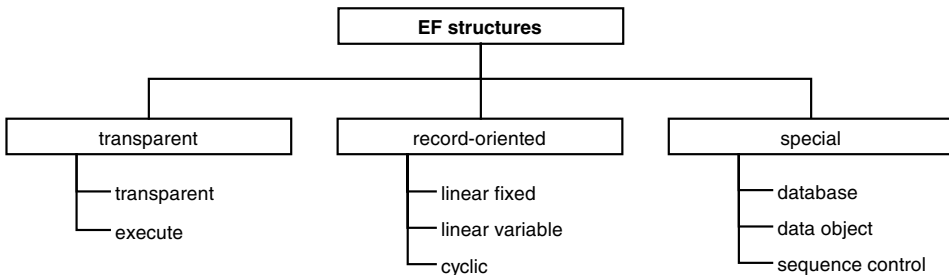 EF structures
transparent
record-oriented
special
transparent
execute
linear fixed
linear variable
cyclic
database
data object
sequence control